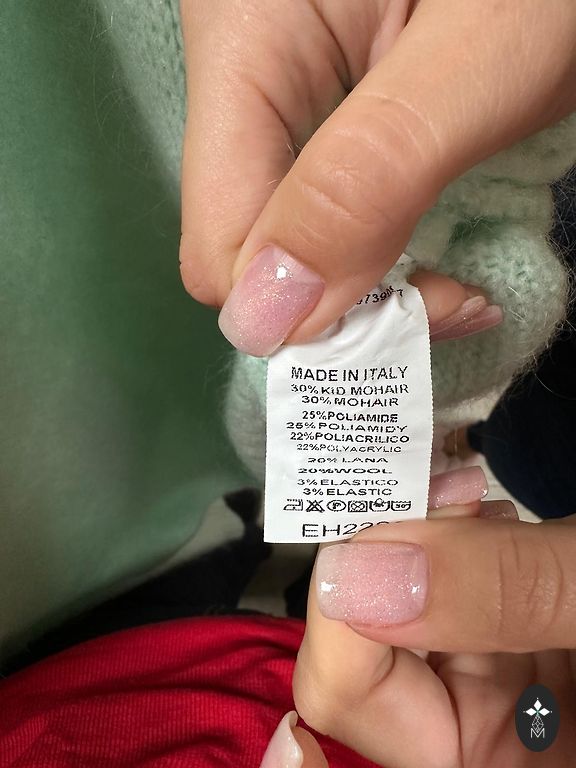 MADE IN ITALY
30% KID MOHAIR
30% MOHAIR
25%POLIAMIDE
25%POLIAMIDY
22%POLIACRILICO
22%POLYACRYLIC
20% LANA
20%WOOL
3% ELASTICO
3% ELASTIC